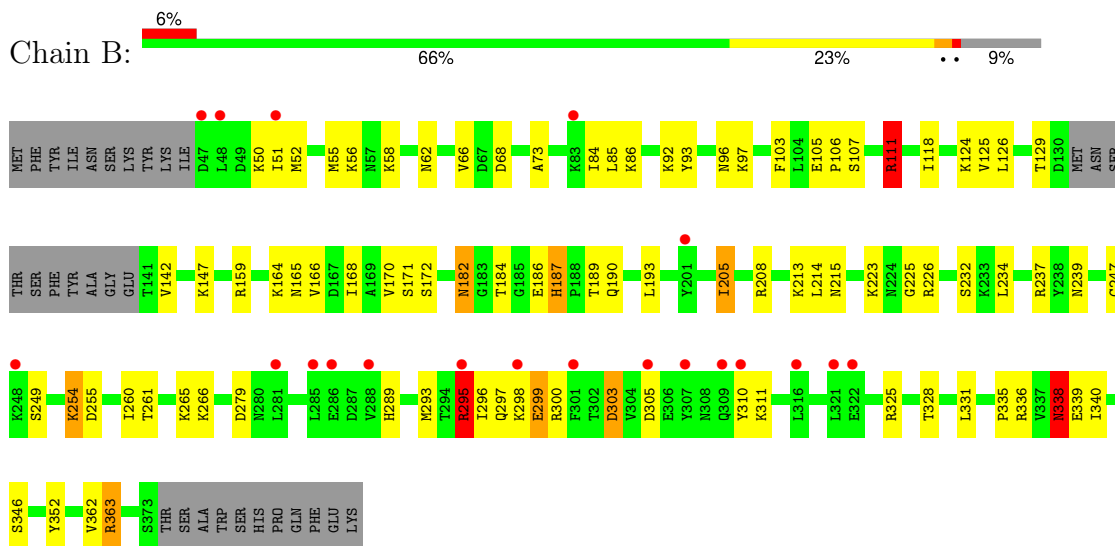 6%
Chain B:
66% 23% • • 9%
MET PHE TYR ILE ASN SER LYS TYR LYS ILE D47 L48 D49 K50 I51 M52 M55 K56 N57 K58 N62 V66 D67 D68 A73 K83 I84 L85 K86 K92 Y93 N96 K97 F103 L104 E105 P106 S107 R111 I118 K124 V125 L126 T129 D130 MET ASN SER
THR SER PHE TYR ALA GLY GLU T141 V142 K147 R159 K164 N165 V166 D167 I168 A169 V170 S171 S172 N182 G183 T184 G185 E186 H187 P188 T189 Q190 L193 Y201 I205 R208 K213 L214 N215 K223 N224 G225 R226 S232 K233 L234 R237 Y238 N239 G247
K248 S249 K254 D255 I260 T261 K265 K266 D279 N280 L281 L285 E286 D287 V288 H289 M293 T294 R295 I296 Q297 K298 E299 R300 F301 T302 D303 V304 D305 E306 Y307 N308 Q309 Y310 K311 L316 L321 E322 R325 T328 L331 P335 R336 V337 N338 E339 I340
S346 Y352 V362 R363 S373 THR SER ALA TRP SER HIS PRO GLN PHE GLU LYS